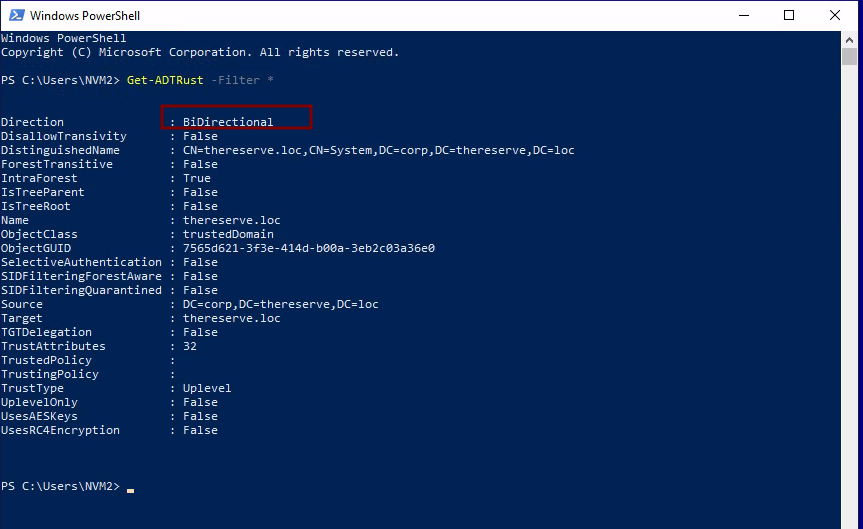 Windows PowerShell
Windows PowerShell
Copyright (C) Microsoft Corporation. All rights reserved.
PS C:\Users\NVM2> Get-ADTRust -Filter *
Direction : BiDirectional
DisallowTransivity : False
DistinguishedName : CN=thereserve.loc,CN=System,DC=corp,DC=thereserve,DC=loc
ForestTransitive : False
IntraForest : True
IsTreeParent : False
IsTreeRoot : False
Name : thereserve.loc
ObjectClass : trustedDomain
ObjectGUID : 7565d621-3f3e-414d-b00a-3eb2c03a36e0
SelectiveAuthentication : False
SIDFilteringForestAware : False
SIDFilteringQuarantined : False
Source : DC=corp,DC=thereserve,DC=loc
Target : thereserve.loc
TGTDelegation : False
TrustAttributes : 32
TrustedPolicy :
TrustingPolicy :
TrustType : Uplevel
UplevelOnly : False
UsesAESKeys : False
UsesRC4Encryption : False
PS C:\Users\NVM2>